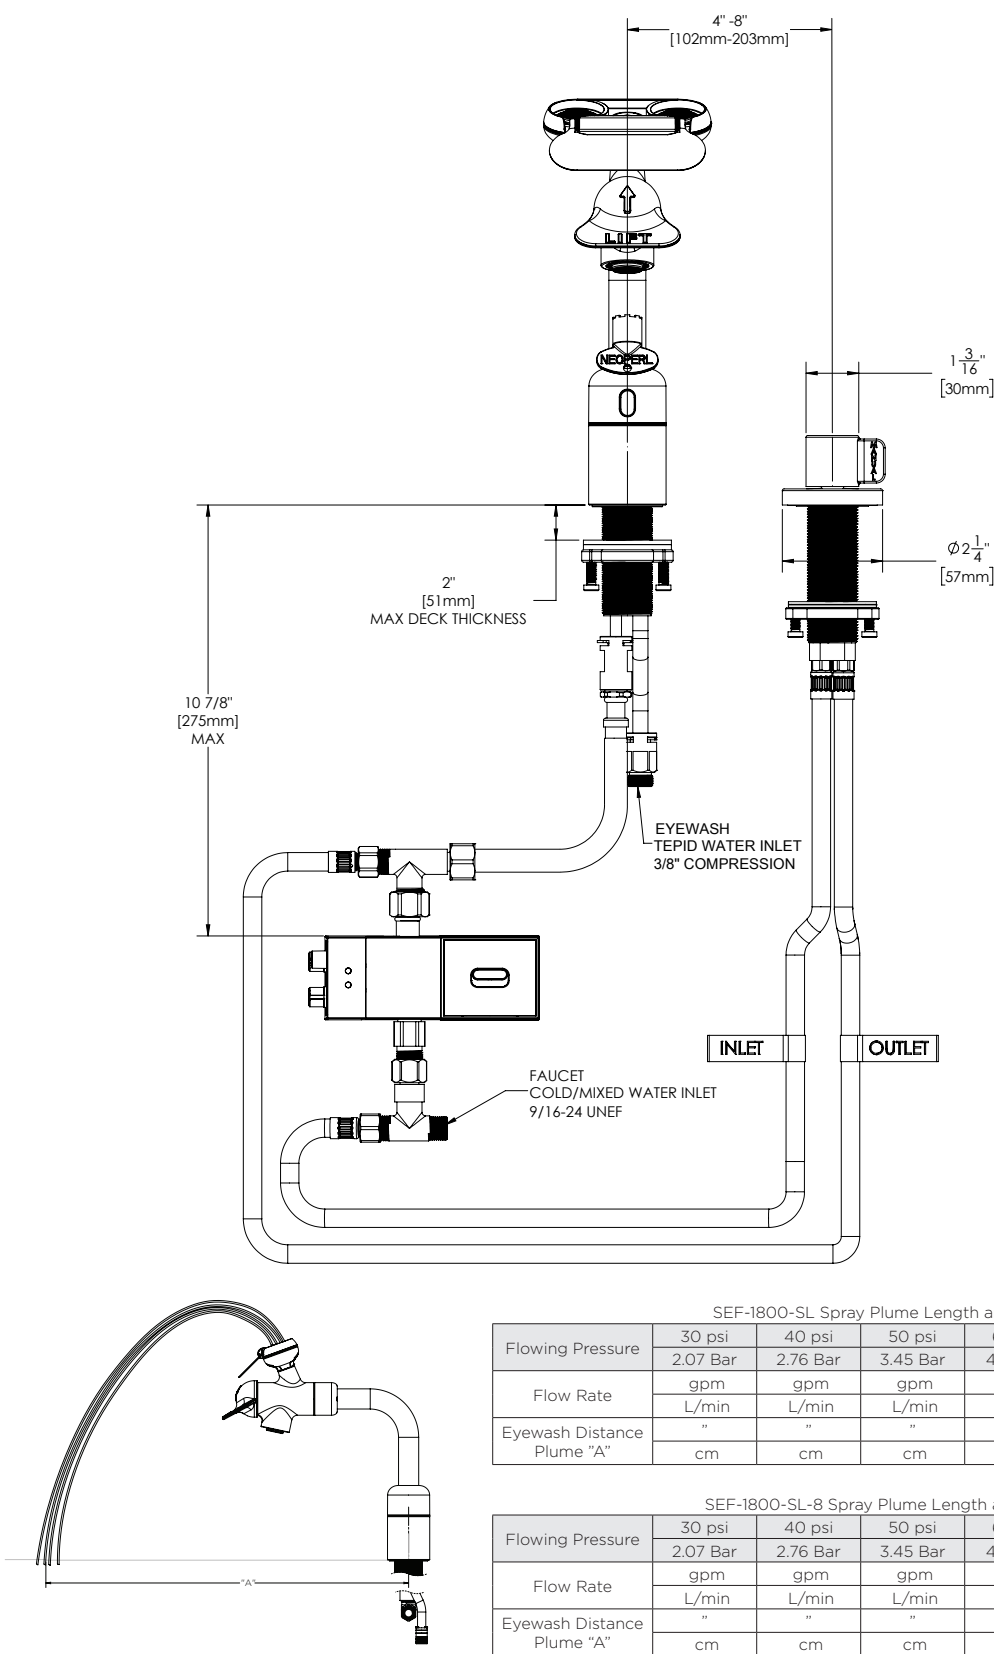 4" -8"
[102mm-203mm]
LIFT
NEOPERL
1 3/16"
[30mm]
MANUAL
Ø2 1/4"
[57mm]
2"
[51mm]
MAX DECK THICKNESS
10 7/8"
[275mm]
MAX
EYEWASH
TEPID WATER INLET
3/8" COMPRESSION
INLET
OUTLET
FAUCET
COLD/MIXED WATER INLET
9/16-24 UNEF
"A"
SEF-1800-SL Spray Plume Length a
Flowing Pressure 30 psi 40 psi 50 psi
2.07 Bar 2.76 Bar 3.45 Bar 4
Flow Rate gpm gpm gpm
L/min L/min L/min
Eyewash Distance Plume "A" " " "
cm cm cm
SEF-1800-SL-8 Spray Plume Length
Flowing Pressure 30 psi 40 psi 50 psi
2.07 Bar 2.76 Bar 3.45 Bar 4
Flow Rate gpm gpm gpm
L/min L/min L/min
Eyewash Distance Plume "A" " " "
cm cm cm